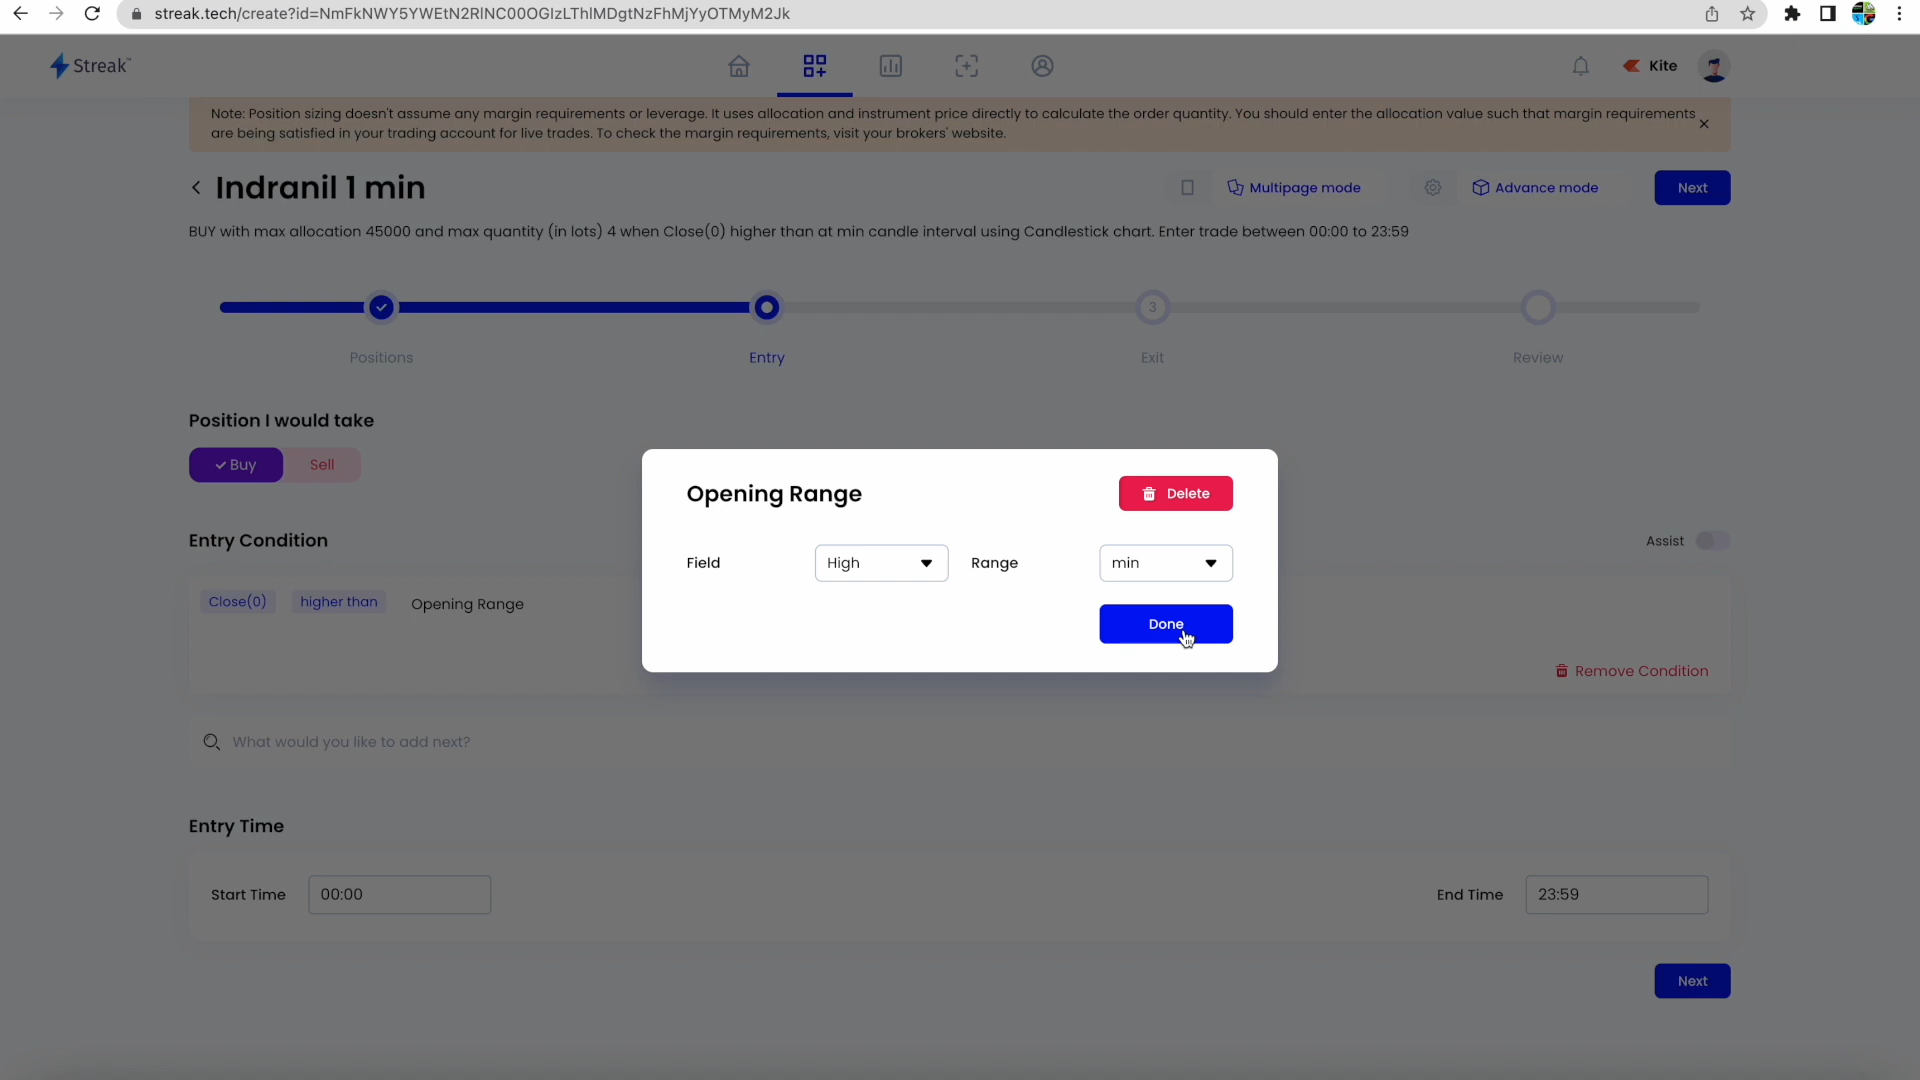 streak.tech/create?id=NmFkNWY5YWEtN2RlNC00OGIzLThlMDgtNzFhMjYyOTMyM2Jk
Streak™
Kite
Note: Position sizing doesn't assume any margin requirements or leverage. It uses allocation and instrument price directly to calculate the order quantity. You should enter the allocation value such that margin requirements
are being satisfied in your trading account for live trades. To check the margin requirements, visit your brokers' website.
Indranil 1 min
Multipage mode
Advance mode
Next
BUY with max allocation 45000 and max quantity (in lots) 4 when Close(0) higher than at min candle interval using Candlestick chart. Enter trade between 00:00 to 23:59
3
Positions
Entry
Exit
Review
Position I would take
Buy
Sell
Opening Range
Delete
Field
High
Range
min
Done
Entry Condition
Assist
Close(0)
higher than
Opening Range
Remove Condition
What would you like to add next?
Entry Time
Start Time
00:00
End Time
23:59
Next